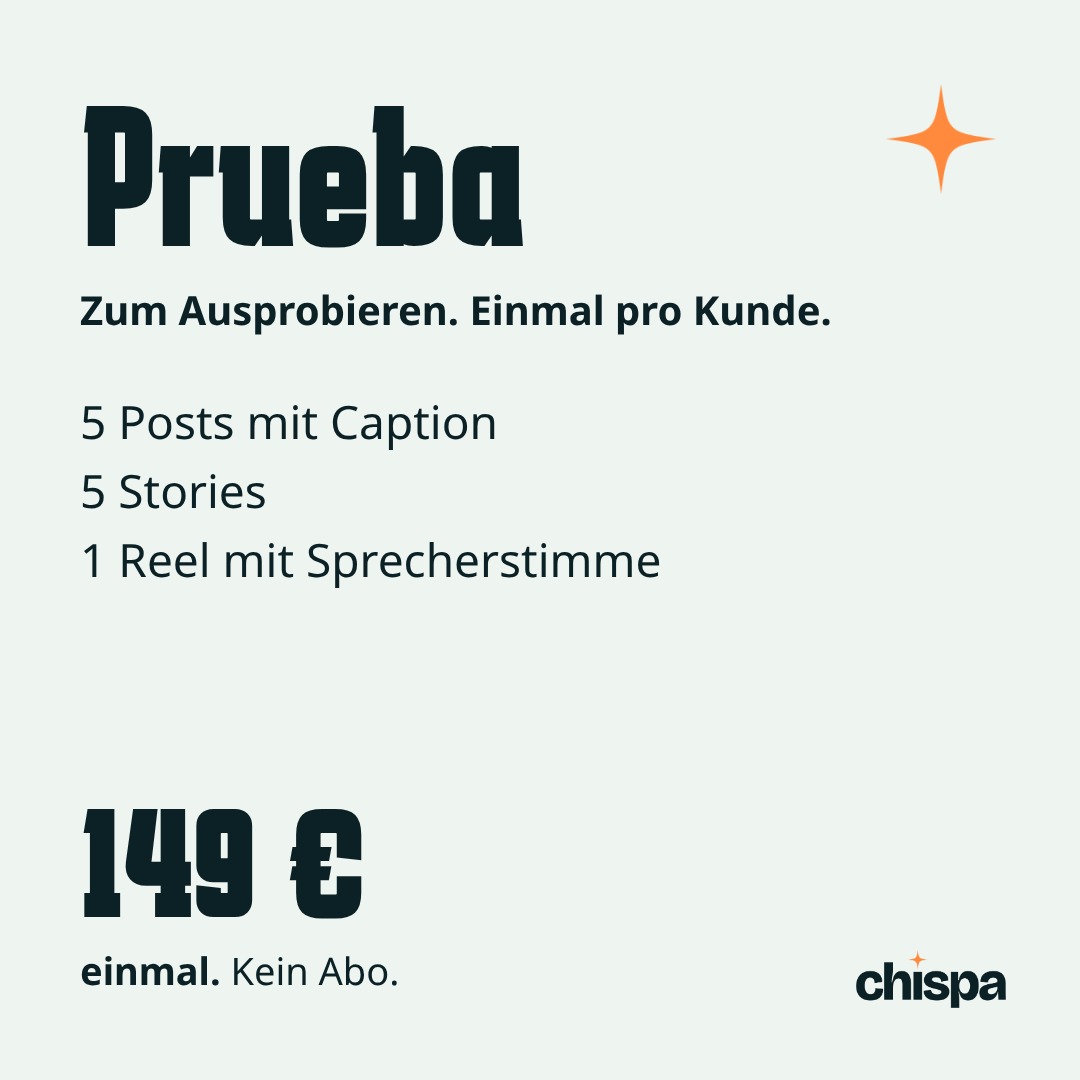 Prueba
Zum Ausprobieren. Einmal pro Kunde.
5 Posts mit Caption
5 Stories
1 Reel mit Sprecherstimme
149 €
einmal. Kein Abo.
chispa